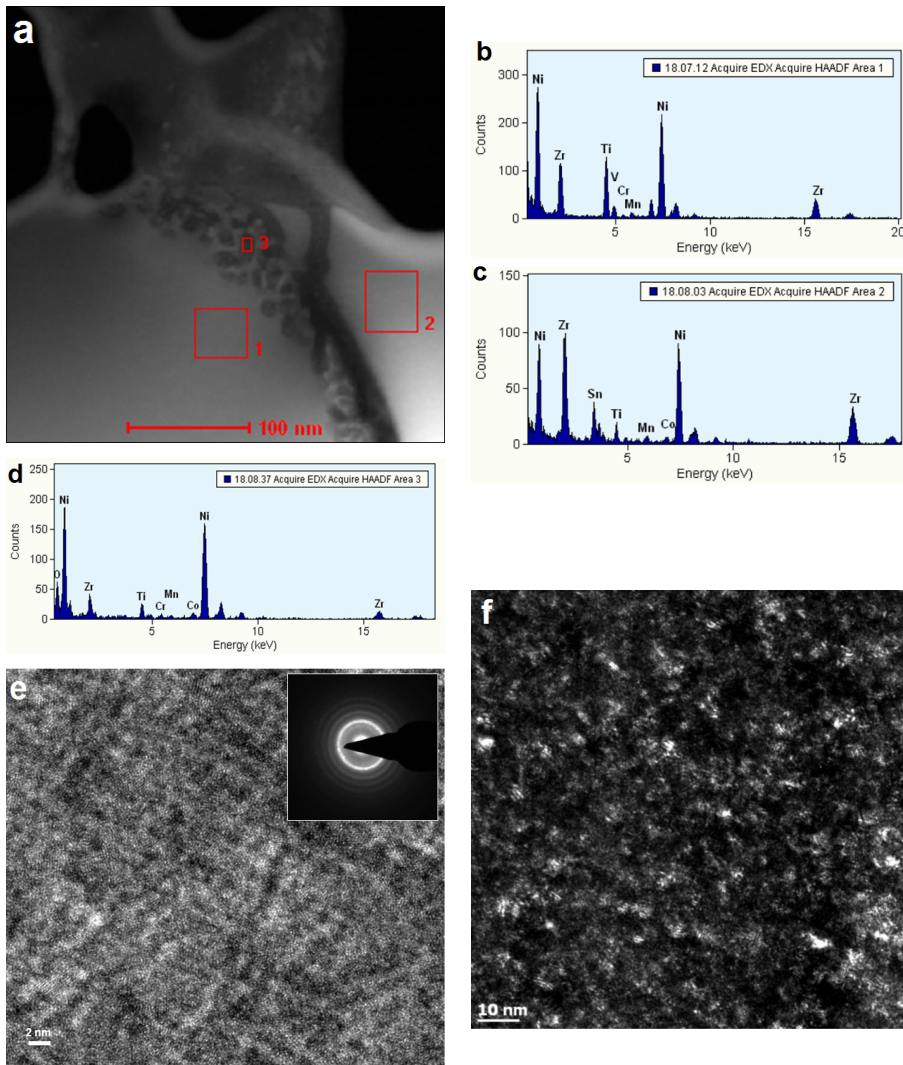 a
3
1
2
100 nm
b
18.07.12 Acquire EDX Acquire HAADF Area 1
300
200
100
0
Counts
Ni
Zr
Ti
V
Cr
Mn
Ni
Zr
5
10
15
20
Energy (keV)
c
18.08.03 Acquire EDX Acquire HAADF Area 2
150
100
50
0
Counts
Ni
Zr
Sn
Ti
Mn
Co
Ni
Zr
5
10
15
Energy (keV)
d
18.08.37 Acquire EDX Acquire HAADF Area 3
250
200
150
100
50
0
Counts
O
Ni
Zr
Ti
Cr
Mn
Co
Ni
Zr
5
10
15
Energy (keV)
e
2 nm
f
10 nm